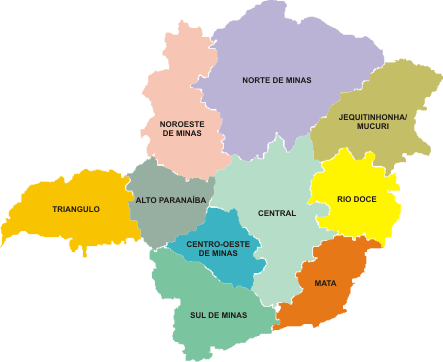 NORTE DE MINAS
JEQUITINHONHA/
MUCURI
NOROESTE
DE MINAS
ALTO PARANAÍBA
RIO DOCE
TRIANGULO
CENTRAL
CENTRO-OESTE
DE MINAS
MATA
SUL DE MINAS